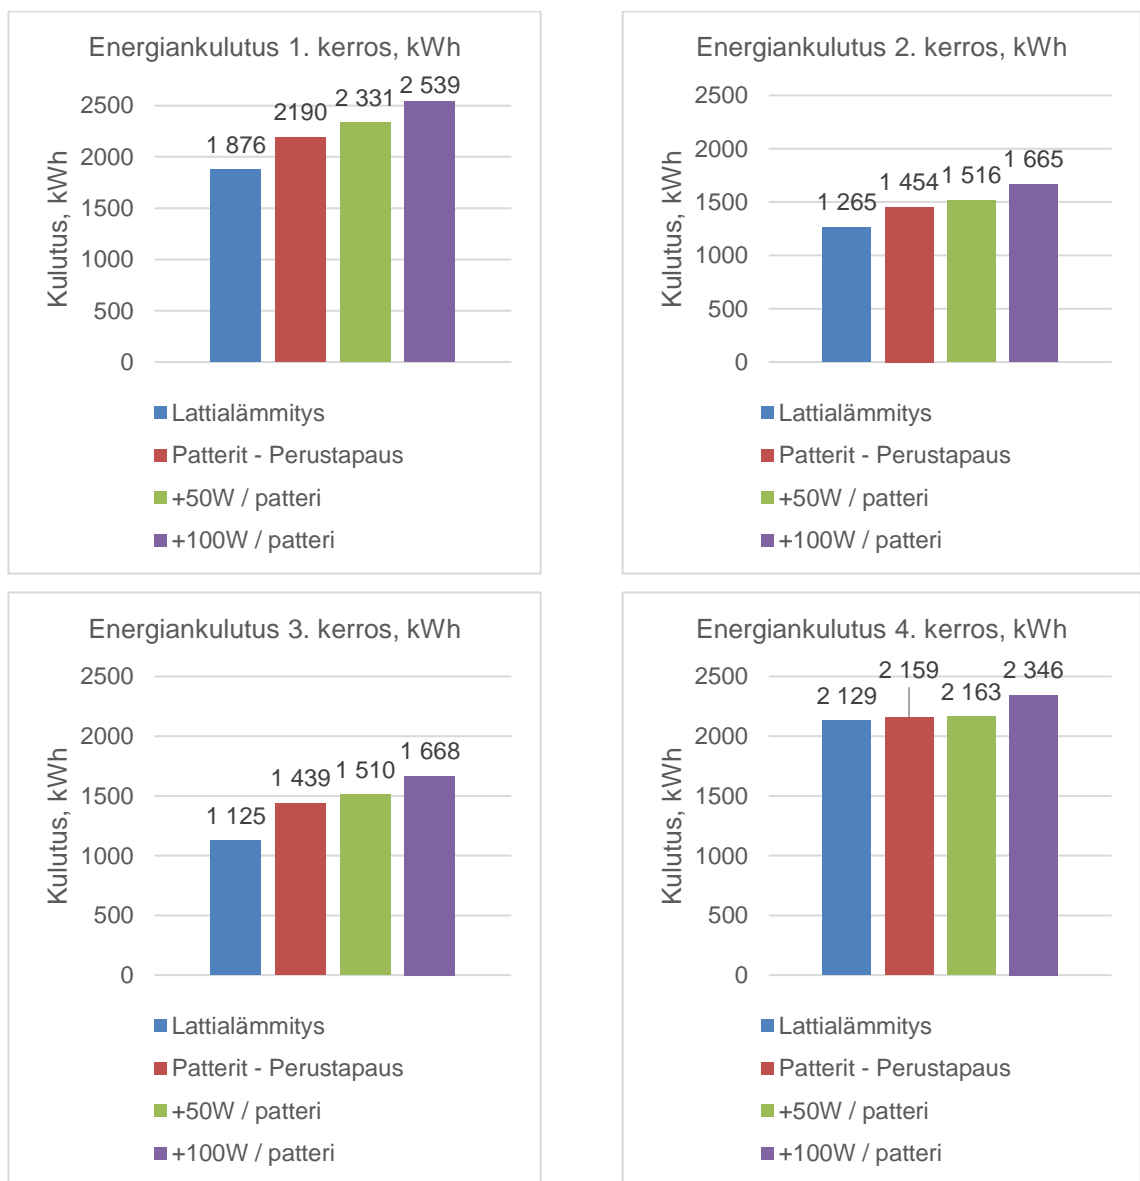 Energiankulutus 1. kerros, kWh
2 539
2 331
2190
1 876
2500
2000
1500
1000
500
0
Kulutus, kWh
Lattialämmitys
Patterit - Perustapaus
+50W / patteri
+100W / patteri
Energiankulutus 2. kerros, kWh
2500
2000
1500
1000
500
0
1 265
1 454
1 516
1 665
Kulutus, kWh
Lattialämmitys
Patterit - Perustapaus
+50W / patteri
+100W / patteri
Energiankulutus 3. kerros, kWh
2500
2000
1500
1000
500
0
1 125
1 439
1 510
1 668
Kulutus, kWh
Lattialämmitys
Patterit - Perustapaus
+50W / patteri
+100W / patteri
Energiankulutus 4. kerros, kWh
2500
2000
1500
1000
500
0
2 129
2 159
2 163
2 346
Kulutus, kWh
Lattialämmitys
Patterit - Perustapaus
+50W / patteri
+100W / patteri